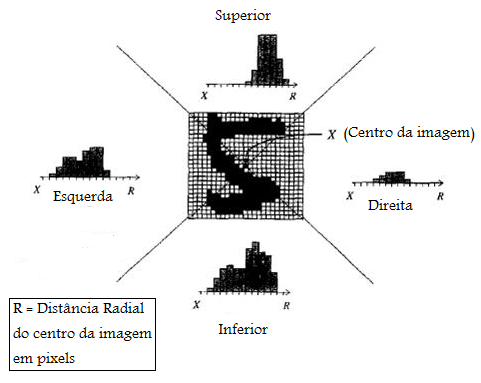 Superior
X R
X (Centro da imagem)
X R
Esquerda
X R
Direita
X R
Inferior
R = Distância Radial
do centro da imagem
em pixels